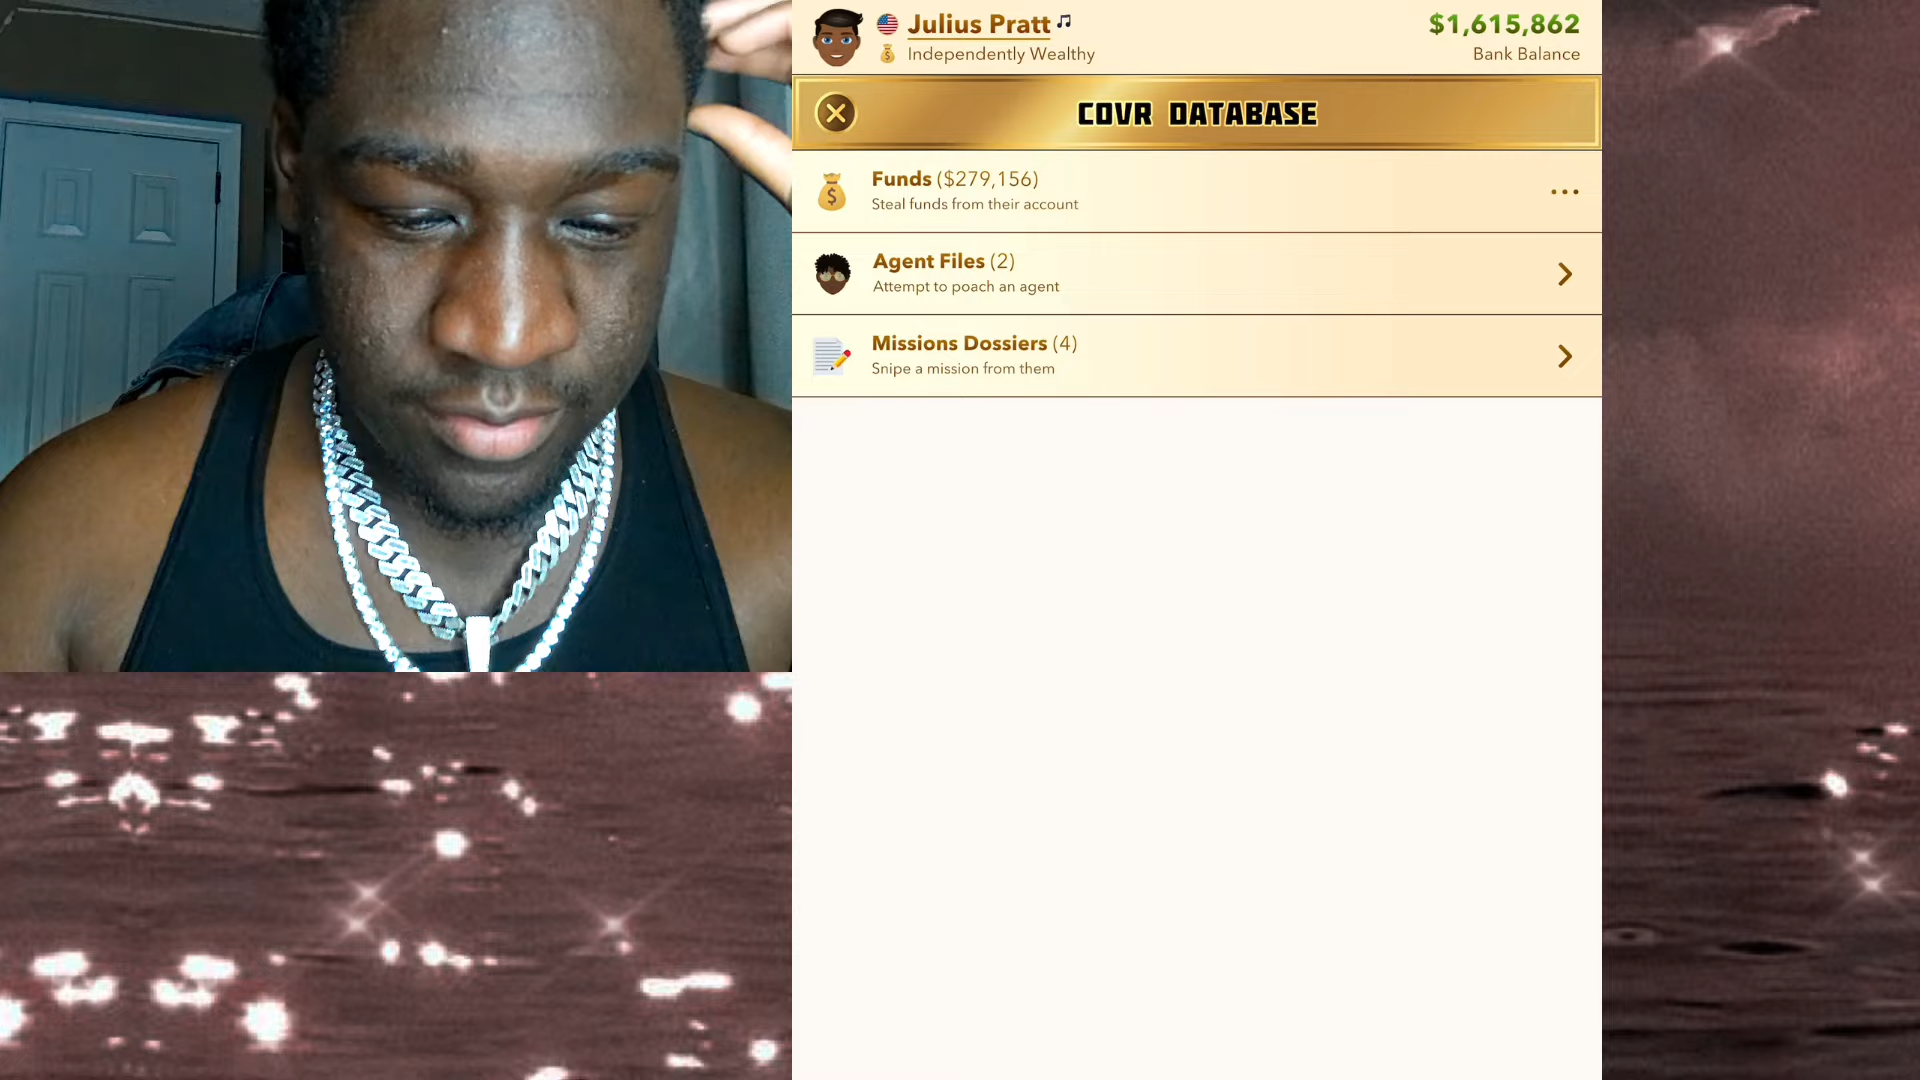 Julius Pratt
$1,615,862
Independently Wealthy
Bank Balance
COVR DATABASE
Funds ($279,156)
Steal funds from their account
Agent Files (2)
Attempt to poach an agent
Missions Dossiers (4)
Snipe a mission from them